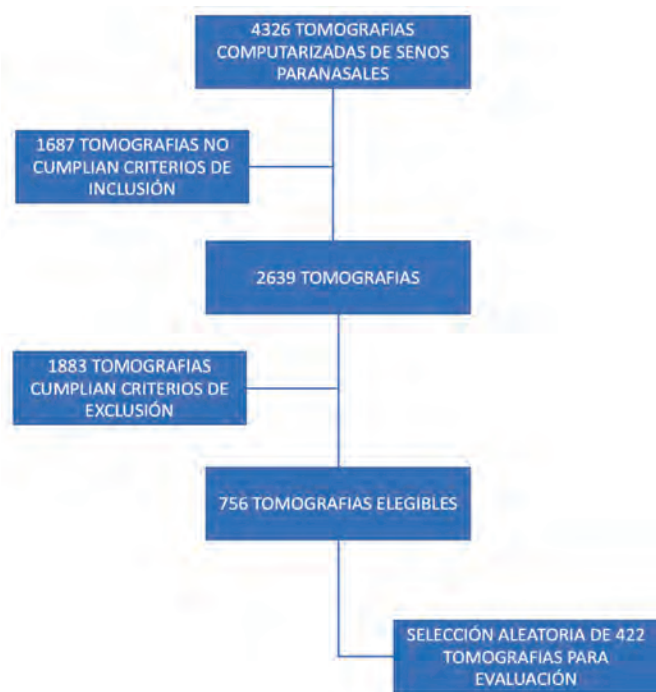 4326 TOMOGRAFIAS
COMPUTARIZADAS DE SENOS
PARANASALES
1687 TOMOGRAFIAS NO
CUMPLIAN CRITERIOS DE
INCLUSIÓN
2639 TOMOGRAFIAS
1883 TOMOGRAFIAS
CUMPLIAN CRITERIOS DE
EXCLUSIÓN
756 TOMOGRAFIAS ELEGIBLES
SELECCIÓN ALEATORIA DE 422
TOMOGRAFIAS PARA
EVALUACIÓN